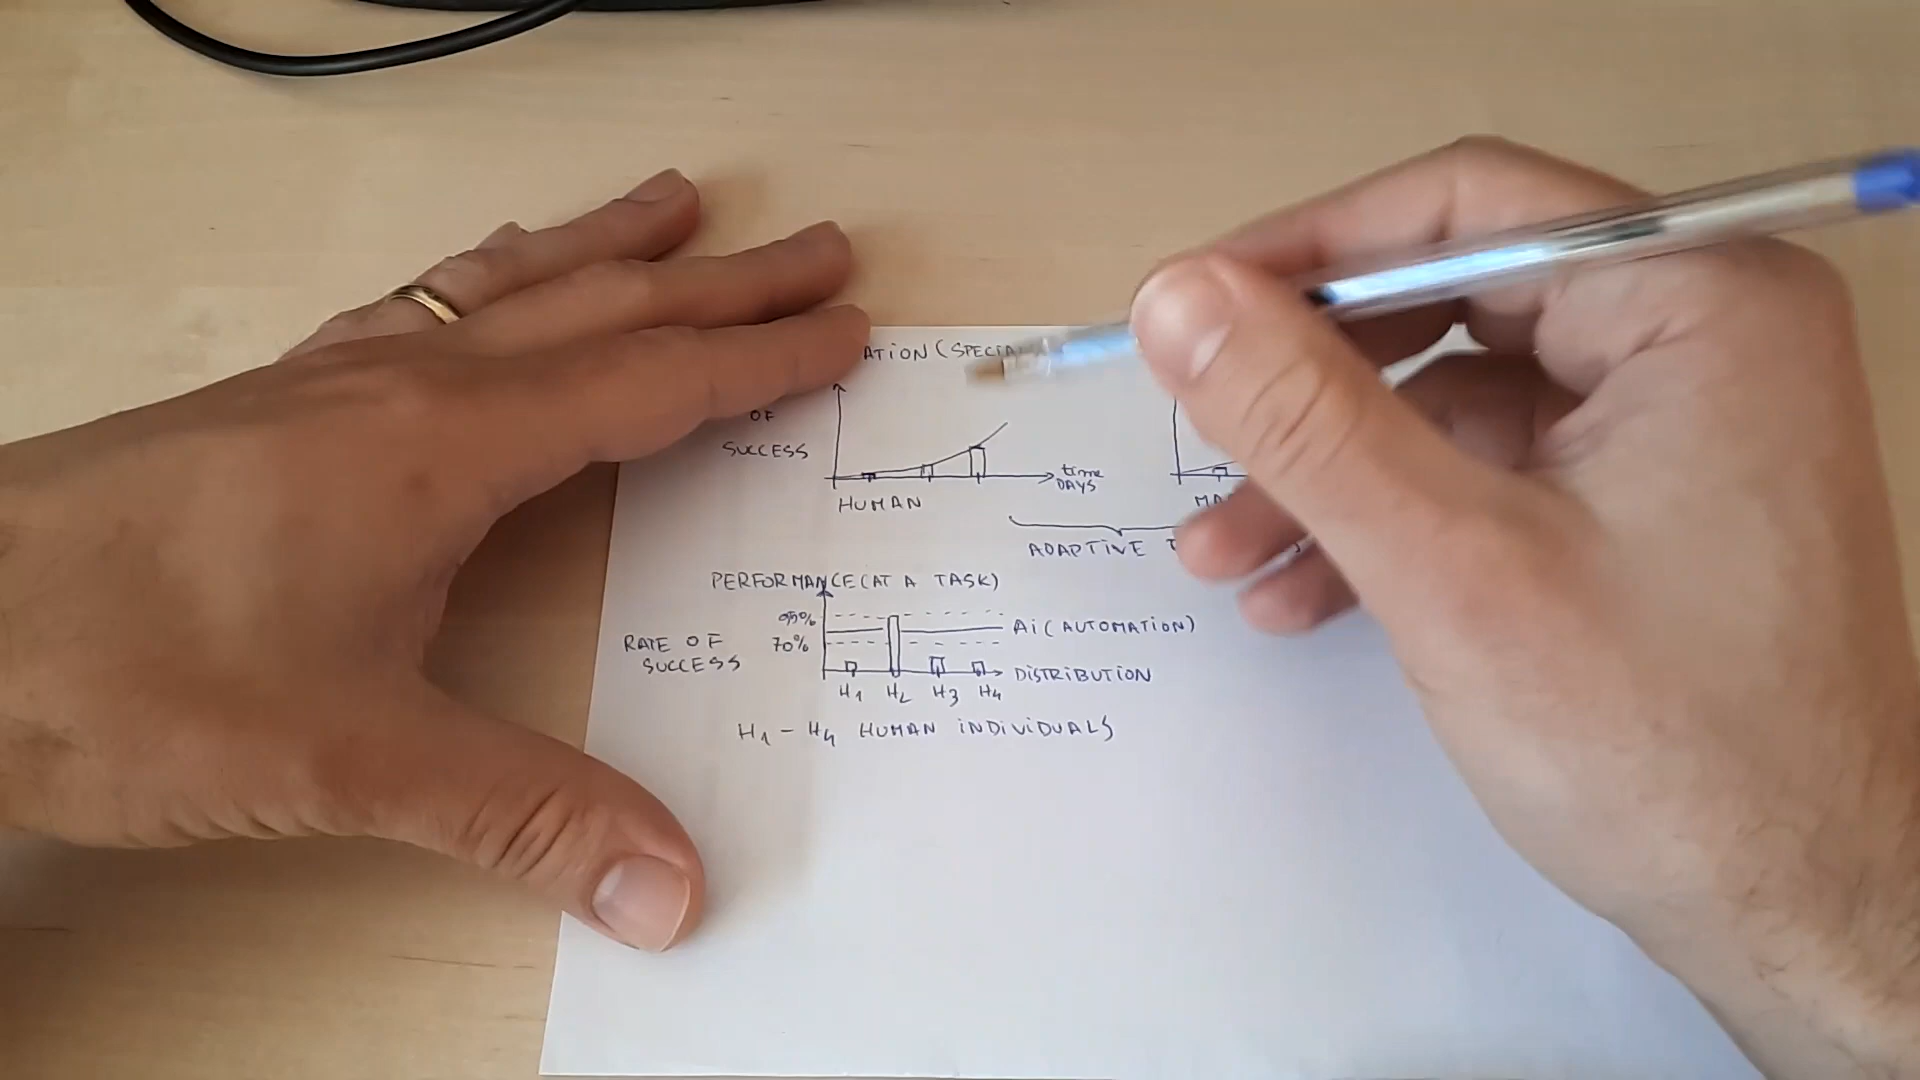 ATION (SPECIA
OF
SUCCESS
time
DAYS
HUMAN
MA
ADAPTIVE
PERFORMANCE (AT A TASK)
95%
70%
RATE OF
SUCCESS
Ai (AUTOMATiON)
DiSTRiBUTiON
H1 H2 H3 H4
H1 - H4 HUMAN iNDiViDUALS